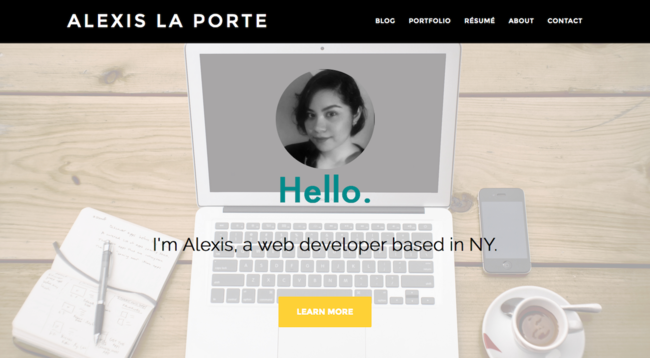 ALEXIS LA PORTE
BLOG PORTFOLIO RÉSUMÉ ABOUT CONTACT
Hello.
I'm Alexis, a web developer based in NY.
LEARN MORE